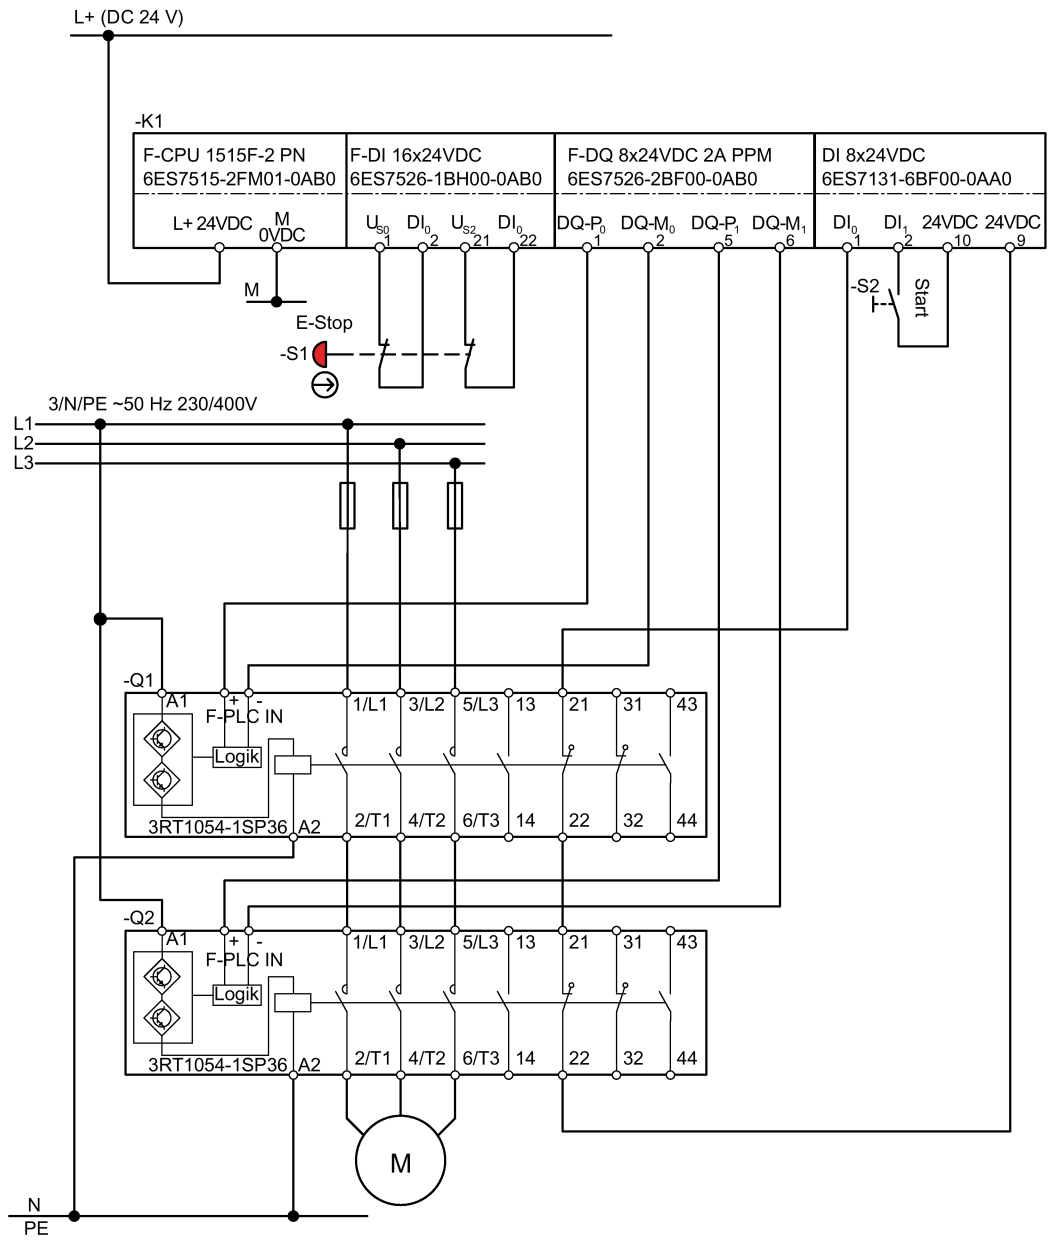 L+ (DC 24 V)
-K1
F-CPU 1515F-2 PN
6ES7515-2FM01-0AB0
F-DI 16x24VDC
6ES7526-1BH00-0AB0
F-DQ 8x24VDC 2A PPM
6ES7526-2BF00-0AB0
DI 8x24VDC
6ES7131-6BF00-0AA0
L+ 24VDC
M
0VDC
US0 DI0 US2 DI0
1 2 21 22
DQ-P0 DQ-M0 DQ-P1 DQ-M1
1 2 5 6
DI0 DI1 24VDC 24VDC
1 2 10 9
M
E-Stop
-S1
-S2
Start
3/N/PE ~50 Hz 230/400V
L1
L2
L3
-Q1
A1 + - 1/L1 3/L2 5/L3 13 21 31 43
F-PLC IN
Logik
3RT1054-1SP36 A2 2/T1 4/T2 6/T3 14 22 32 44
-Q2
A1 + - 1/L1 3/L2 5/L3 13 21 31 43
F-PLC IN
Logik
3RT1054-1SP36 A2 2/T1 4/T2 6/T3 14 22 32 44
M
N
PE